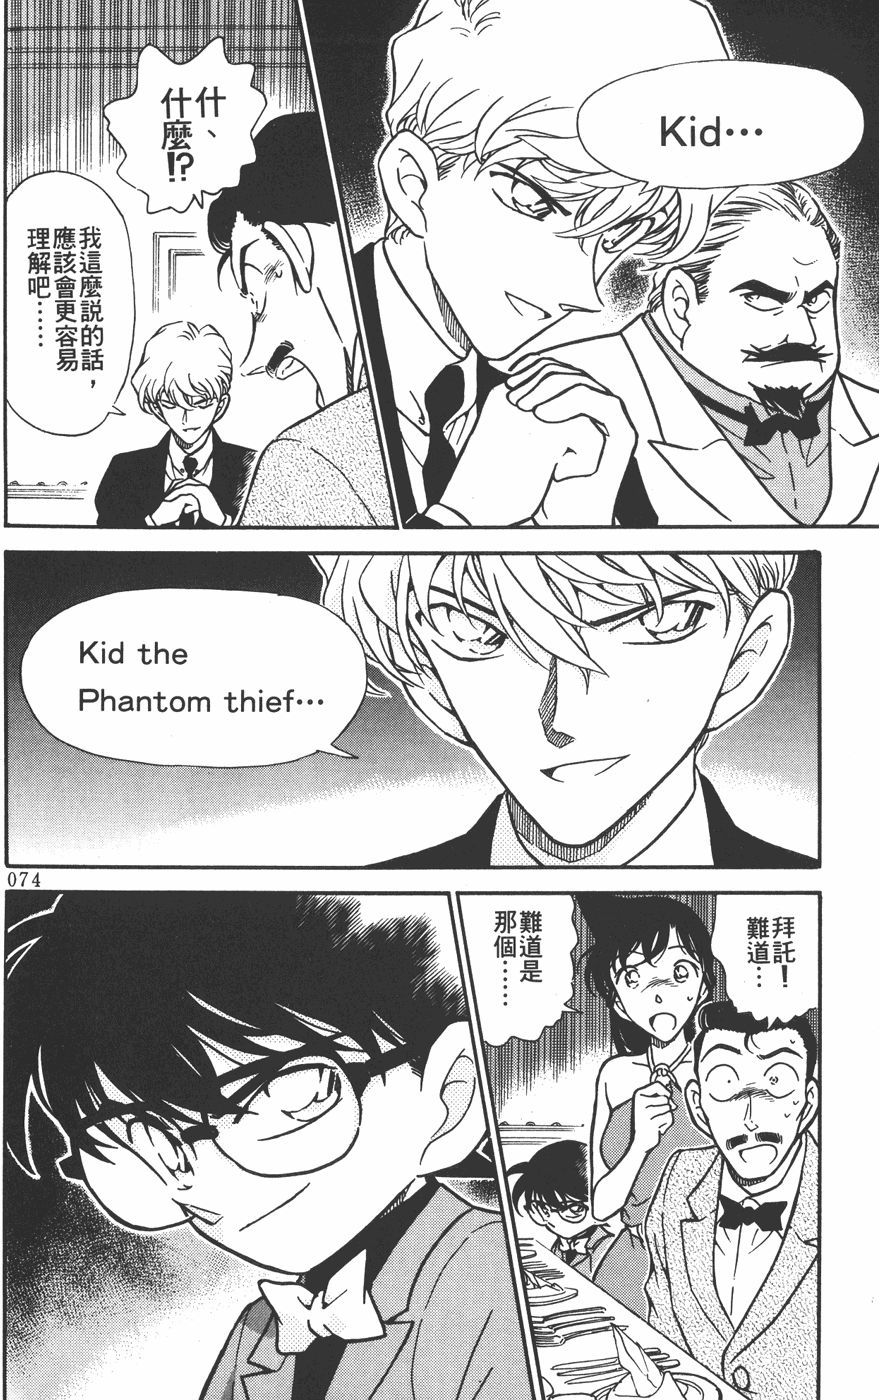 Kid…
什、
什麼!?
我這麼說的話，
應該會更容易
理解吧……
Kid the
Phantom thief…
拜託！
難道…
難道是
那個……
074